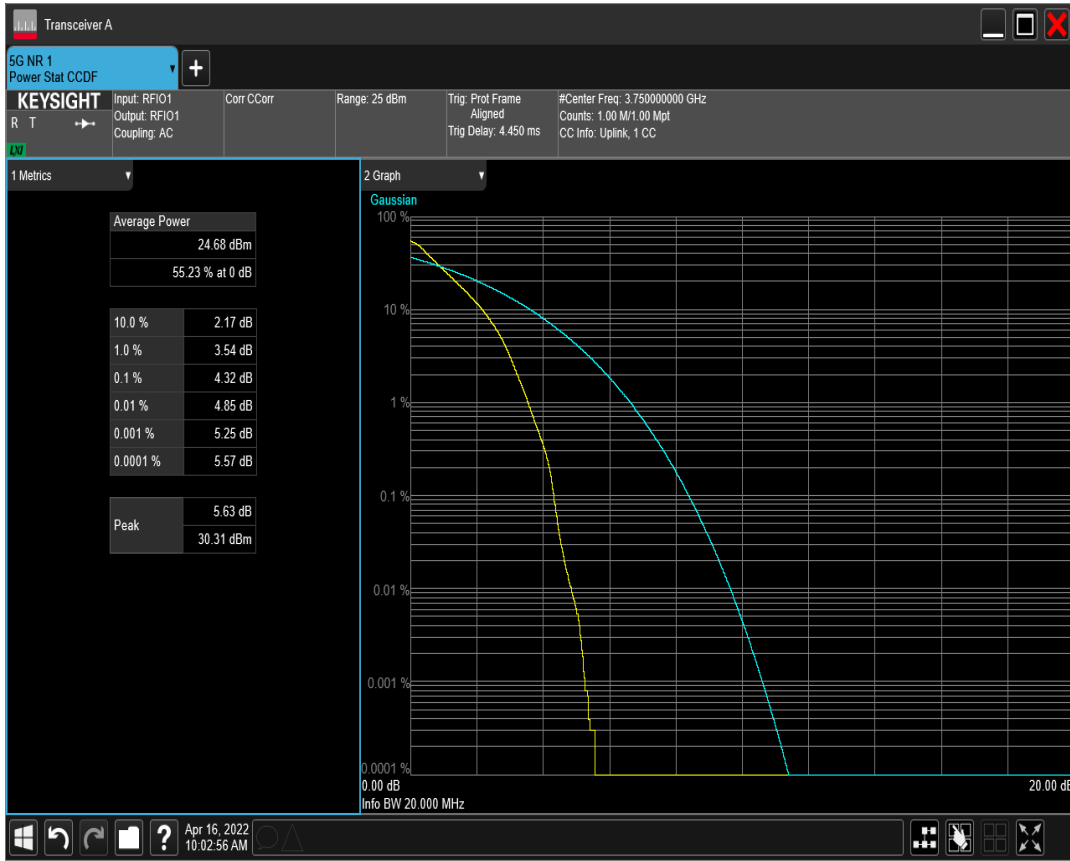 Transceiver A
5G NR 1
Power Stat CCDF
+
KEYSIGHT
R T
LXI
Input: RFIO1
Output: RFIO1
Coupling: AC
Corr CCorr
Range: 25 dBm
Trig: Prot Frame
Aligned
Trig Delay: 4.450 ms
#Center Freq: 3.750000000 GHz
Counts: 1.00 M/1.00 Mpt
CC Info: Uplink, 1 CC
1 Metrics
Average Power
24.68 dBm
55.23 % at 0 dB
10.0 % 2.17 dB
1.0 % 3.54 dB
0.1 % 4.32 dB
0.01 % 4.85 dB
0.001 % 5.25 dB
0.0001 % 5.57 dB
Peak
5.63 dB
30.31 dBm
2 Graph
Gaussian
100 %
10 %
1 %
0.1 %
0.01 %
0.001 %
0.0001 %
0.00 dB
20.00 dB
Info BW 20.000 MHz
?
Apr 16, 2022
10:02:56 AM